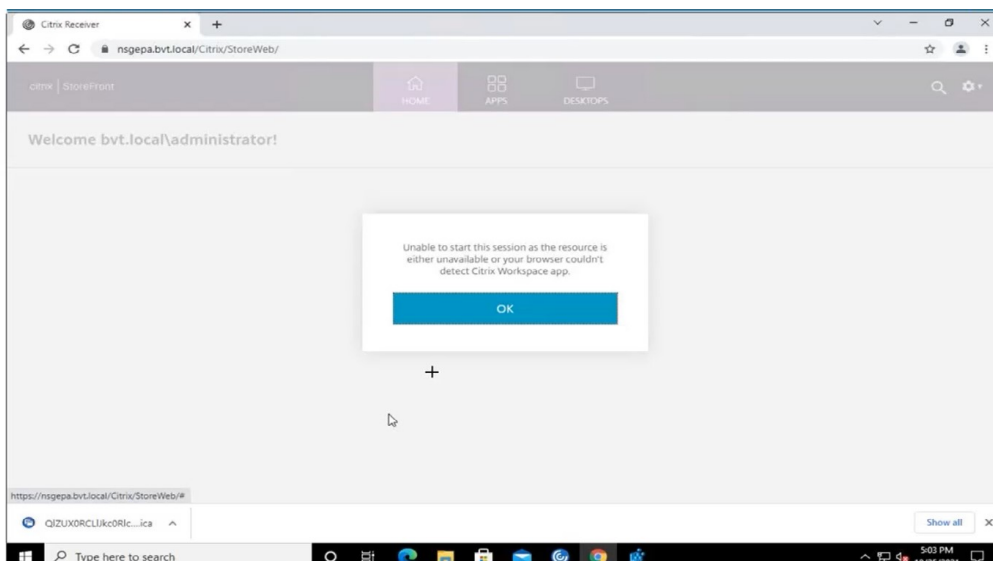 Citrix Receiver
nsgepa.bvt.local/Citrix/StoreWeb/
citrix | StoreFront
HOME
APPS
DESKTOPS
Welcome bvt.local\administrator!
Unable to start this session as the resource is
either unavailable or your browser couldn't
detect Citrix Workspace app.
OK
https://nsgepa.bvt.local/Citrix/StoreWeb/#
Show all
Type here to search
5:03 PM